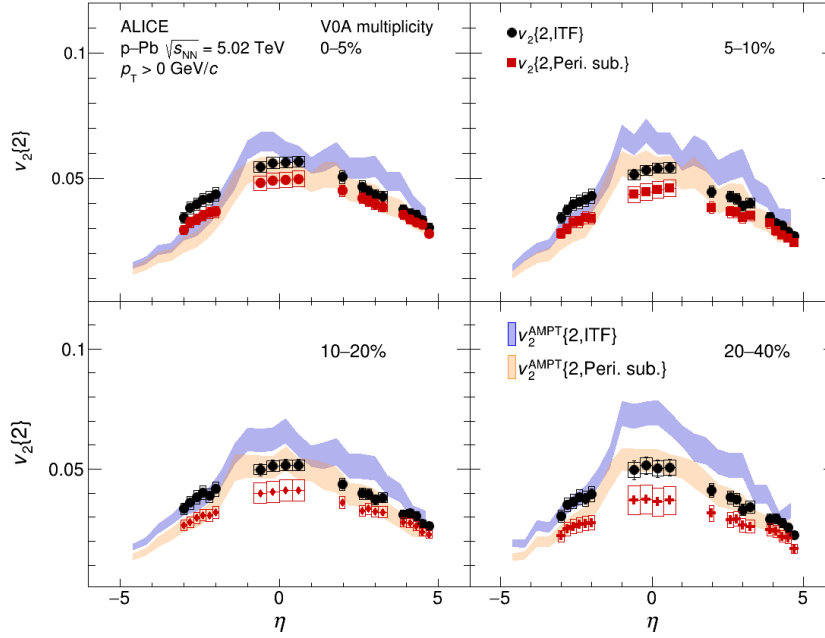 ALICE
V0A multiplicity
p–Pb √sNN = 5.02 TeV
0–5%
pT > 0 GeV/c
v2{2,ITF}
5–10%
v2{2,Peri. sub.}
0.1
v2{2}
0.05
10–20%
v2AMPT{2,ITF}
20–40%
v2AMPT{2,Peri. sub.}
0.1
v2{2}
0.05
−5 0 5
−5 0 5
η
η